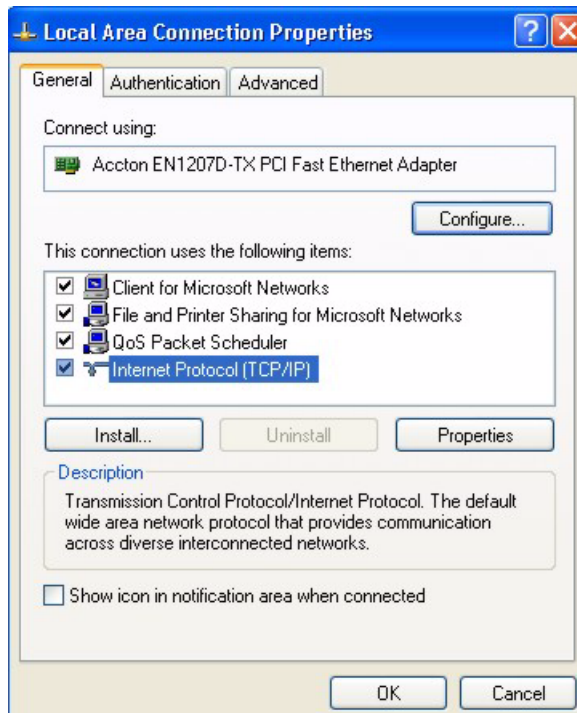 Local Area Connection Properties
General
Authentication
Advanced
Connect using:
Accton EN1207D-TX PCI Fast Ethernet Adapter
Configure...
This connection uses the following items:
Client for Microsoft Networks
File and Printer Sharing for Microsoft Networks
QoS Packet Scheduler
Internet Protocol (TCP/IP)
Install...
Uninstall
Properties
Description
Transmission Control Protocol/Internet Protocol. The default
wide area network protocol that provides communication
across diverse interconnected networks.
Show icon in notification area when connected
OK
Cancel